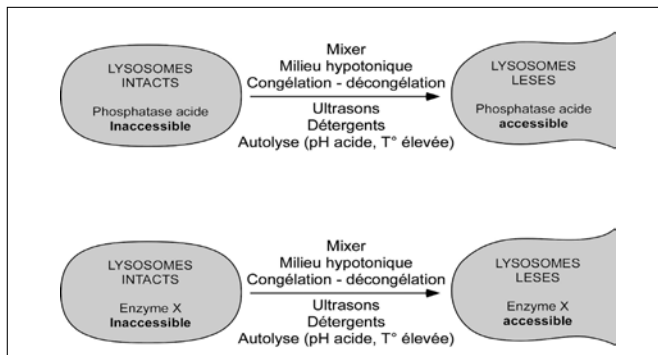 LYSOSOMES
INTACTS
Phosphatase acide
Inaccessible
Mixer
Milieu hypotonique
Congélation - décongélation
Ultrasons
Détergents
Autolyse (pH acide, T° élevée)
LYSOSOMES
LESES
Phosphatase acide
accessible
LYSOSOMES
INTACTS
Enzyme X
Inaccessible
Mixer
Milieu hypotonique
Congélation - décongélation
Ultrasons
Détergents
Autolyse (pH acide, T° élevée)
LYSOSOMES
LESES
Enzyme X
accessible